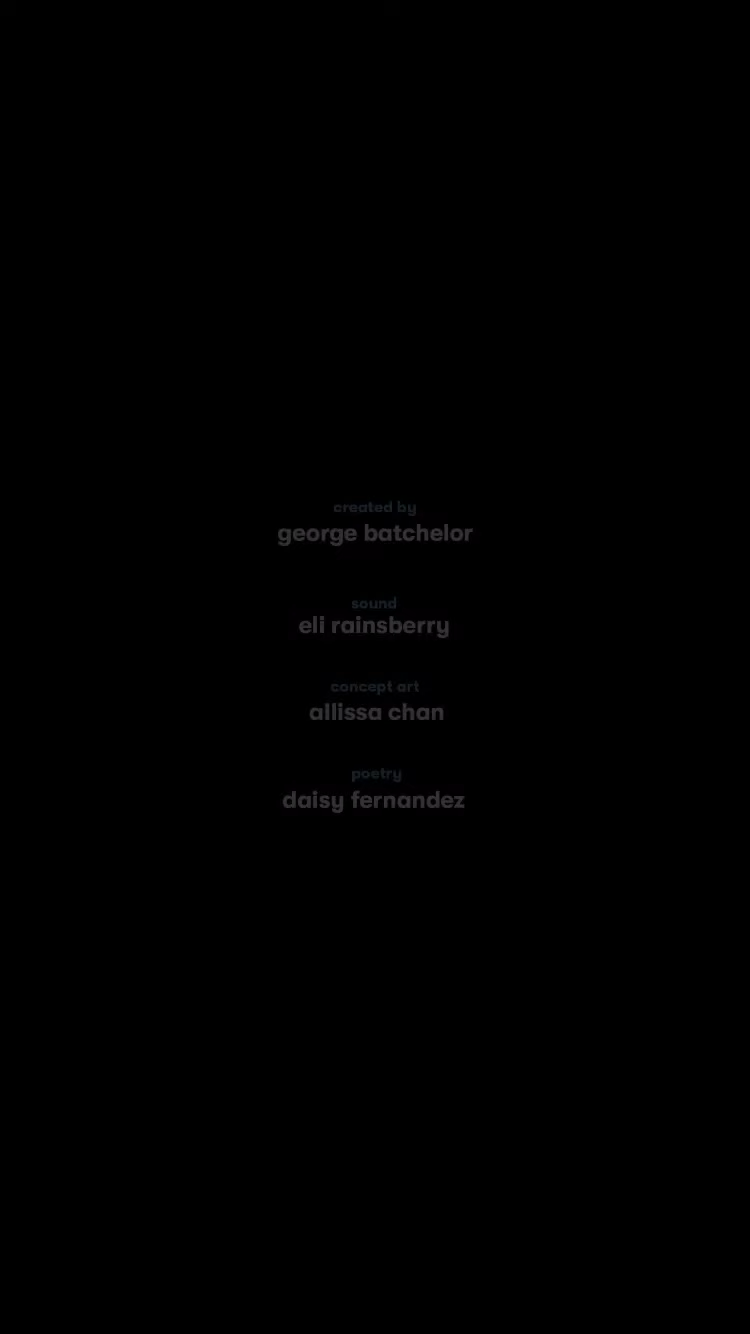 created by
george batchelor
sound
eli rainsberry
concept art
allissa chan
poetry
daisy fernandez